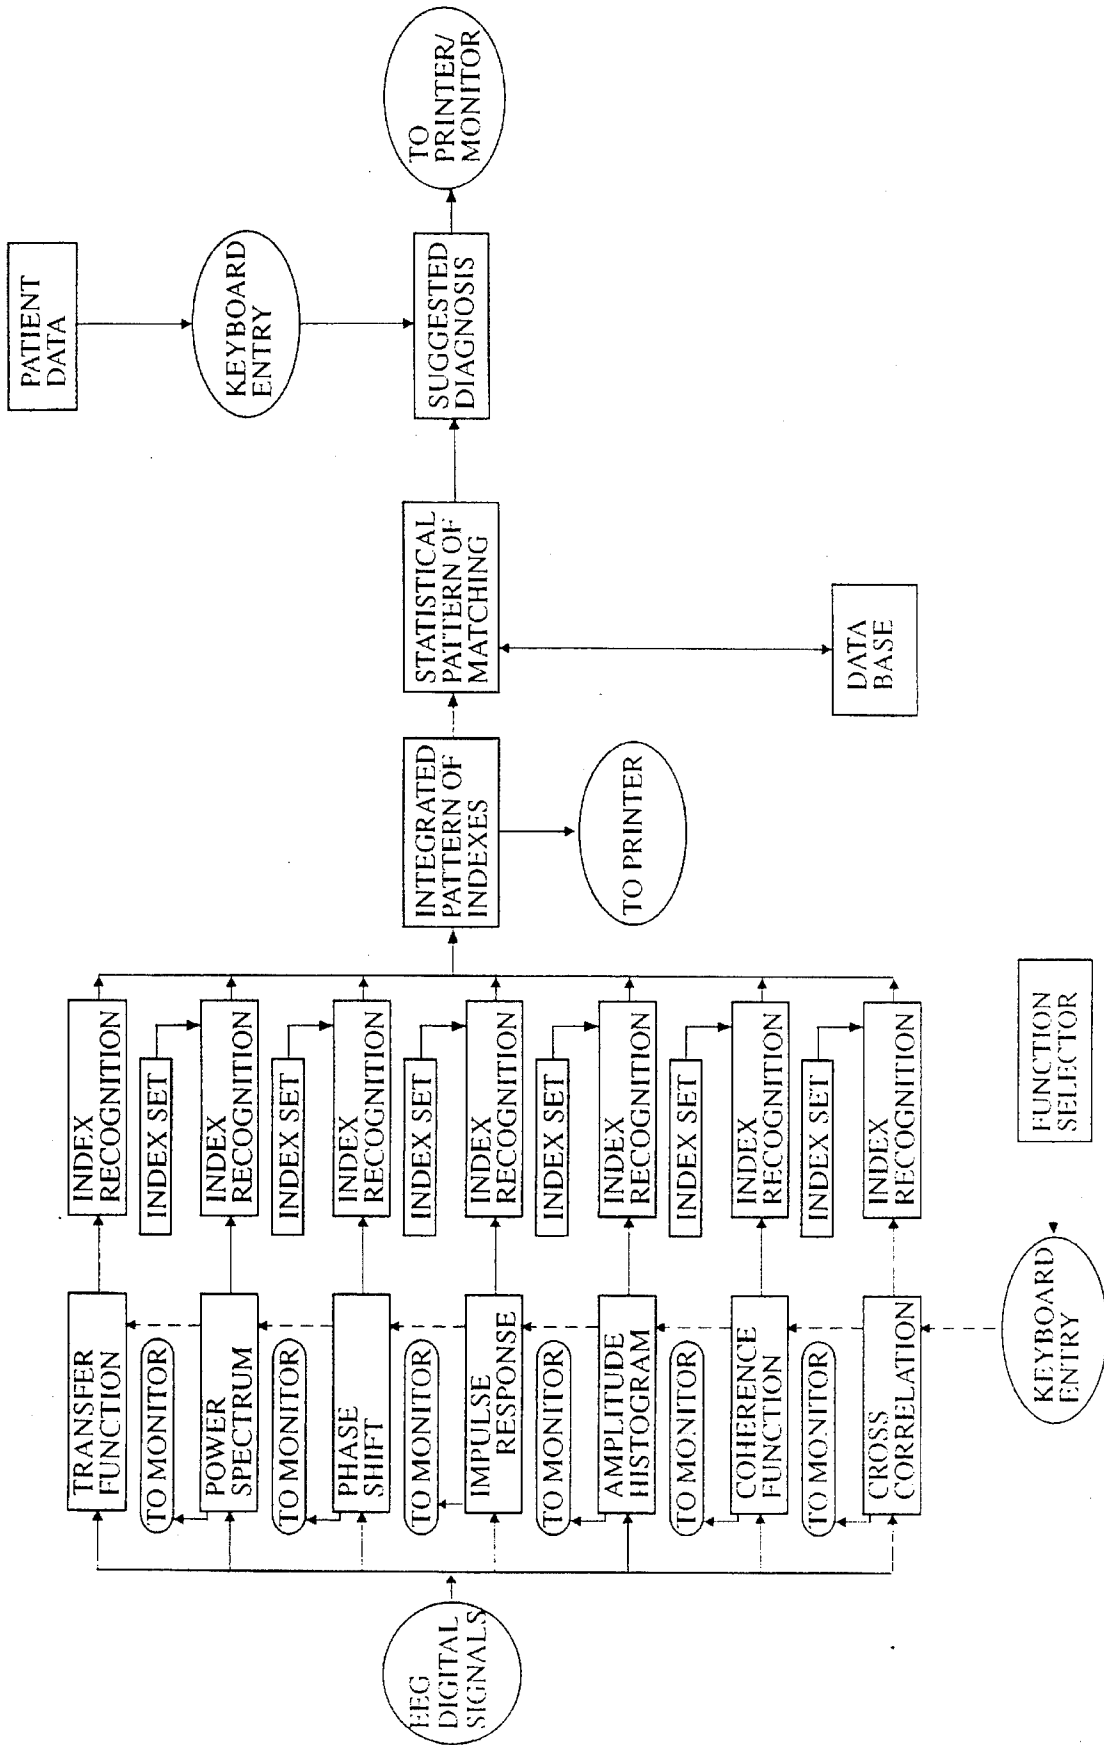 EEG
DIGITAL
SIGNALS
TRANSFER
FUNCTION
TO MONITOR
POWER
SPECTRUM
TO MONITOR
PHASE
SHIFT
TO MONITOR
IMPULSE
RESPONSE
TO MONITOR
AMPLITUDE
HISTOGRAM
TO MONITOR
COHERENCE
FUNCTION
TO MONITOR
CROSS
CORRELATION
KEYBOARD
ENTRY
INDEX
RECOGNITION
INDEX SET
INDEX
RECOGNITION
INDEX SET
INDEX
RECOGNITION
INDEX SET
INDEX
RECOGNITION
INDEX SET
INDEX
RECOGNITION
INDEX SET
INDEX
RECOGNITION
INDEX SET
INDEX
RECOGNITION
FUNCTION
SELECTOR
INTEGRATED
PATTERN OF
INDEXES
TO PRINTER
STATISTICAL
PATTERN OF
MATCHING
DATA
BASE
PATIENT
DATA
KEYBOARD
ENTRY
SUGGESTED
DIAGNOSIS
TO
PRINTER/
MONITOR